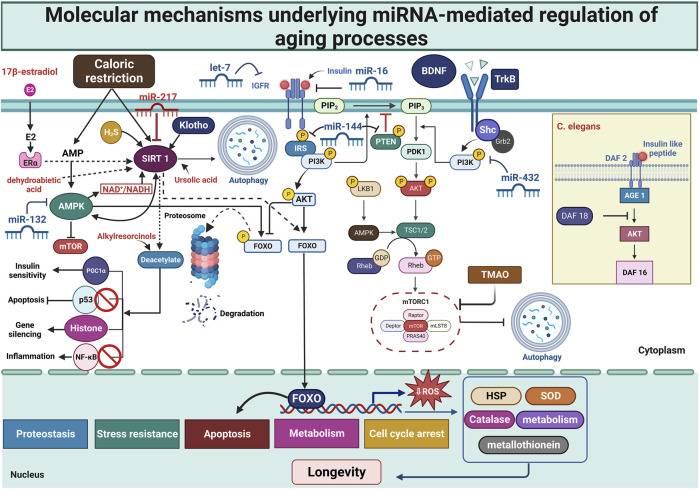 Molecular mechanisms underlying miRNA-mediated regulation of
aging processes
17β-estradiol
E2
E2
ERα
dehydroabietic
acid
miR-132
Caloric
restriction
miR-217
H₂S
Klotho
AMP
SIRT 1
Ursolic acid
NAD⁺/NADH
AMPK
mTOR
Alkylresorcinols
Deacetylate
Autophagy
Proteosome
Degradation
Insulin
sensitivity
PGC1α
Apoptosis
p53
Gene
silencing
Histone
Inflammation
NF-κB
let-7
IGFR
Insulin
miR-16
PIP₂
PIP₃
miR-144
P
IRS
PI3K
P
PTEN
P
PDK1
P
AKT
P
FOXO
FOXO
P
LKB1
P
AKT
P
AMPK
TSC1/2
Rheb
GDP
Rheb
GTP
mTORC1
Raptor
Deptor
mTOR
mLST8
PRAS40
TMAO
Autophagy
BDNF
TrkB
Shc
Grb2
PI3K
P
miR-432
C. elegans
Insulin like
peptide
DAF 2
AGE 1
DAF 18
AKT
DAF 16
Cytoplasm
FOXO
ROS
HSP
SOD
Catalase
metabolism
metallothionein
Proteostasis
Stress resistance
Apoptosis
Metabolism
Cell cycle arrest
Nucleus
Longevity